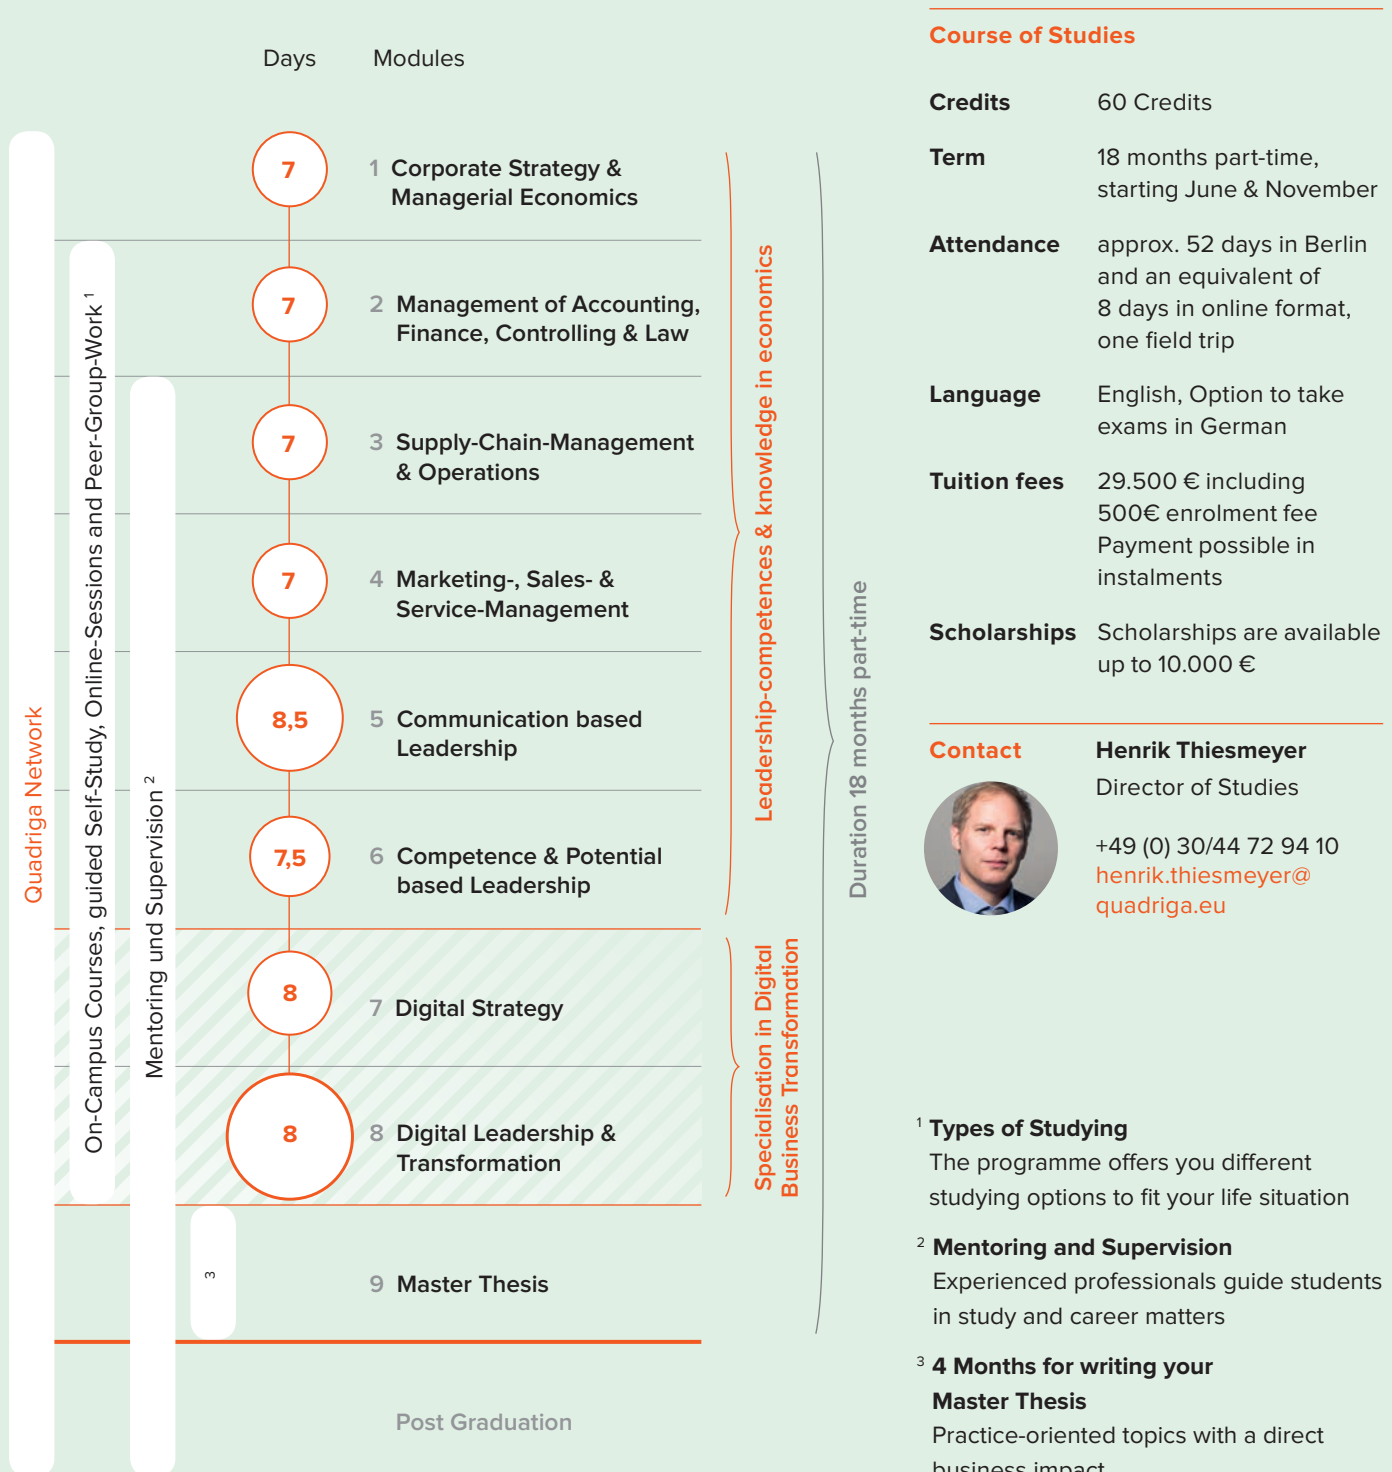 Days Modules
7
1 Corporate Strategy &
Managerial Economics
7
2 Management of Accounting,
Finance, Controlling & Law
7
3 Supply-Chain-Management
& Operations
7
4 Marketing-, Sales- &
Service-Management
8,5
5 Communication based
Leadership
7,5
6 Competence & Potential
based Leadership
8
7 Digital Strategy
8
8 Digital Leadership &
Transformation
9 Master Thesis
Post Graduation
Quadriga Network
On-Campus Courses, guided Self-Study, Online-Sessions and Peer-Group-Work 1
Mentoring und Supervision 2
3
Leadership-competences & knowledge in economics
Specialisation in Digital
Business Transformation
Duration 18 months part-time
Course of Studies
Credits 60 Credits
Term 18 months part-time,
starting June & November
Attendance approx. 52 days in Berlin
and an equivalent of
8 days in online format,
one field trip
Language English, Option to take
exams in German
Tuition fees 29.500 € including
500€ enrolment fee
Payment possible in
instalments
Scholarships Scholarships are available
up to 10.000 €
Contact Henrik Thiesmeyer
Director of Studies
+49 (0) 30/44 72 94 10
henrik.thiesmeyer@
quadriga.eu
1 Types of Studying
The programme offers you different
studying options to fit your life situation
2 Mentoring and Supervision
Experienced professionals guide students
in study and career matters
3 4 Months for writing your
Master Thesis
Practice-oriented topics with a direct
business impact